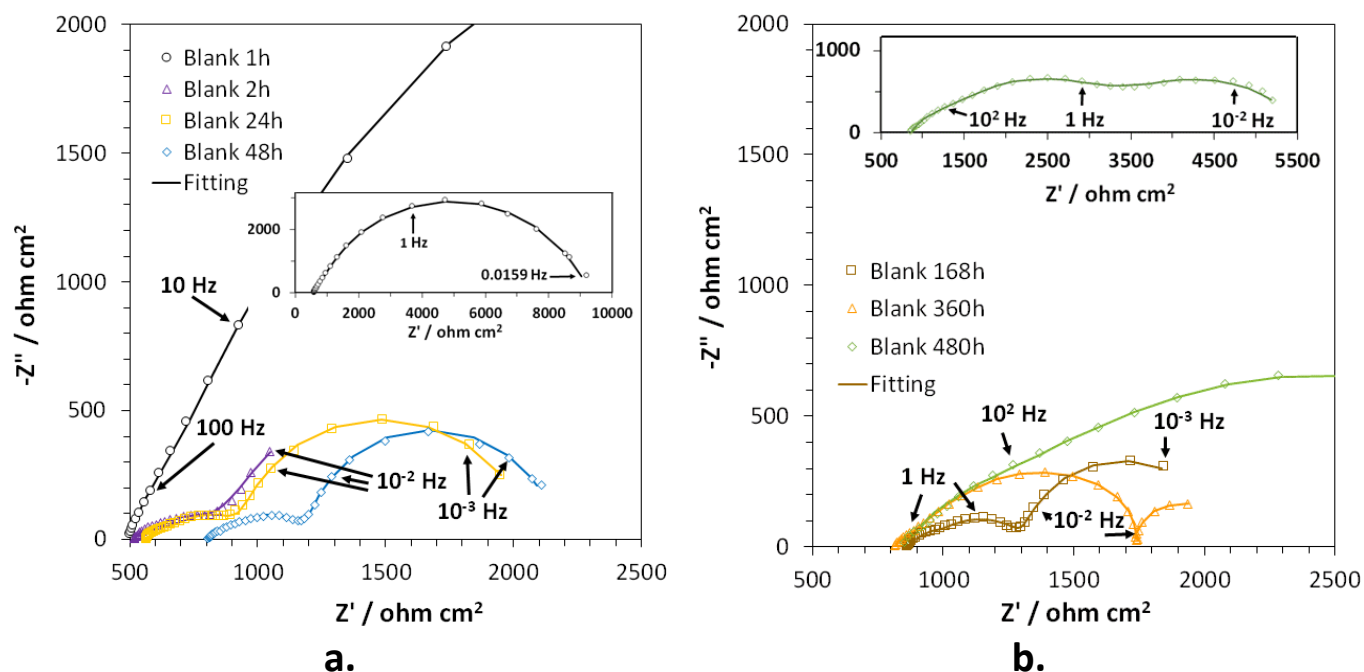 2000
1500
1000
500
0
-Z" / ohm cm²
Blank 1h
Blank 2h
Blank 24h
Blank 48h
Fitting
10 Hz
100 Hz
10⁻² Hz
10⁻³ Hz
2000
0
1 Hz
0.0159 Hz
0 2000 4000 6000 8000 10000
Z' / ohm cm²
500 1000 1500 2000 2500
Z' / ohm cm²
a.
2000
1500
1000
500
0
-Z" / ohm cm²
1000
0
10² Hz
1 Hz
10⁻² Hz
500 1500 2500 3500 4500 5500
Z' / ohm cm²
Blank 168h
Blank 360h
Blank 480h
Fitting
10² Hz
10⁻³ Hz
1 Hz
10⁻² Hz
500 1000 1500 2000 2500
Z' / ohm cm²
b.